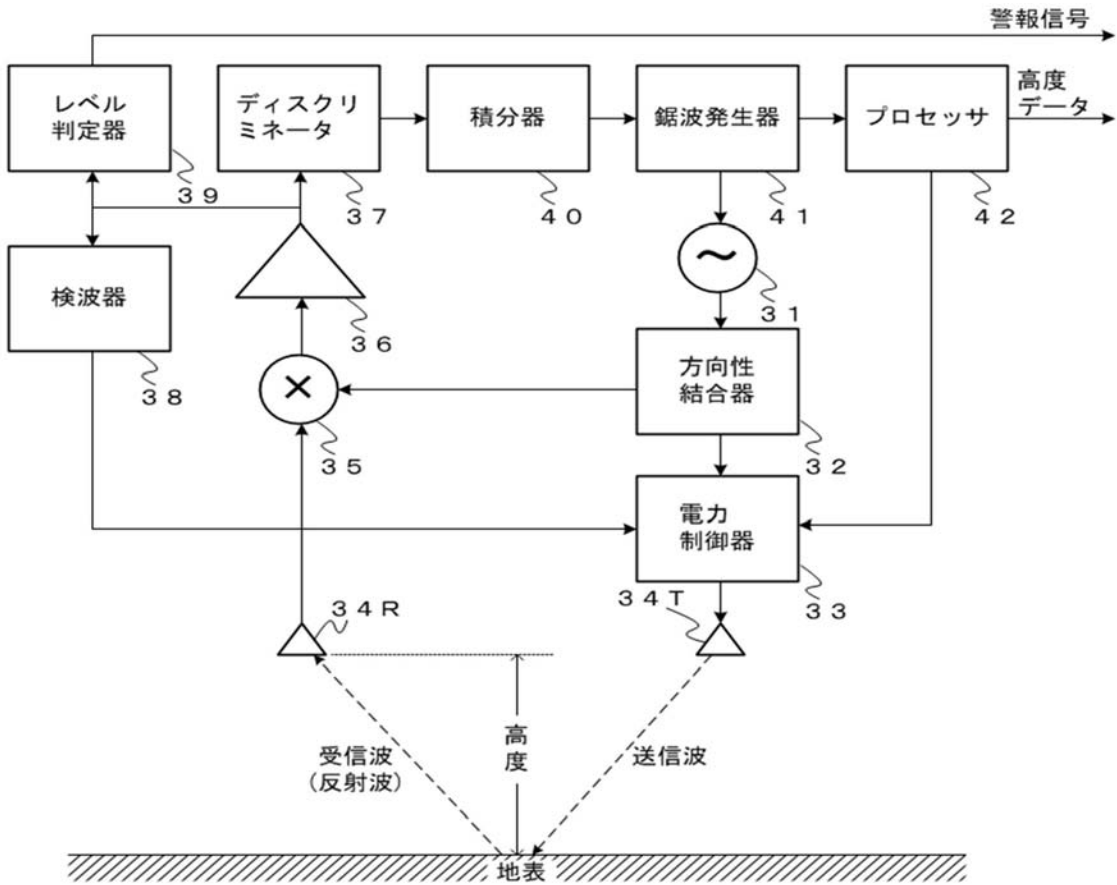 警報信号
レベル
判定器
ディスクリ
ミネータ
積分器
鋸波発生器
プロセッサ
高度
データ
39
37
40
41
42
検波器
38
36
～
31
×
35
方向性
結合器
32
電力
制御器
33
34R
34T
高度
受信波
(反射波)
送信波
地表